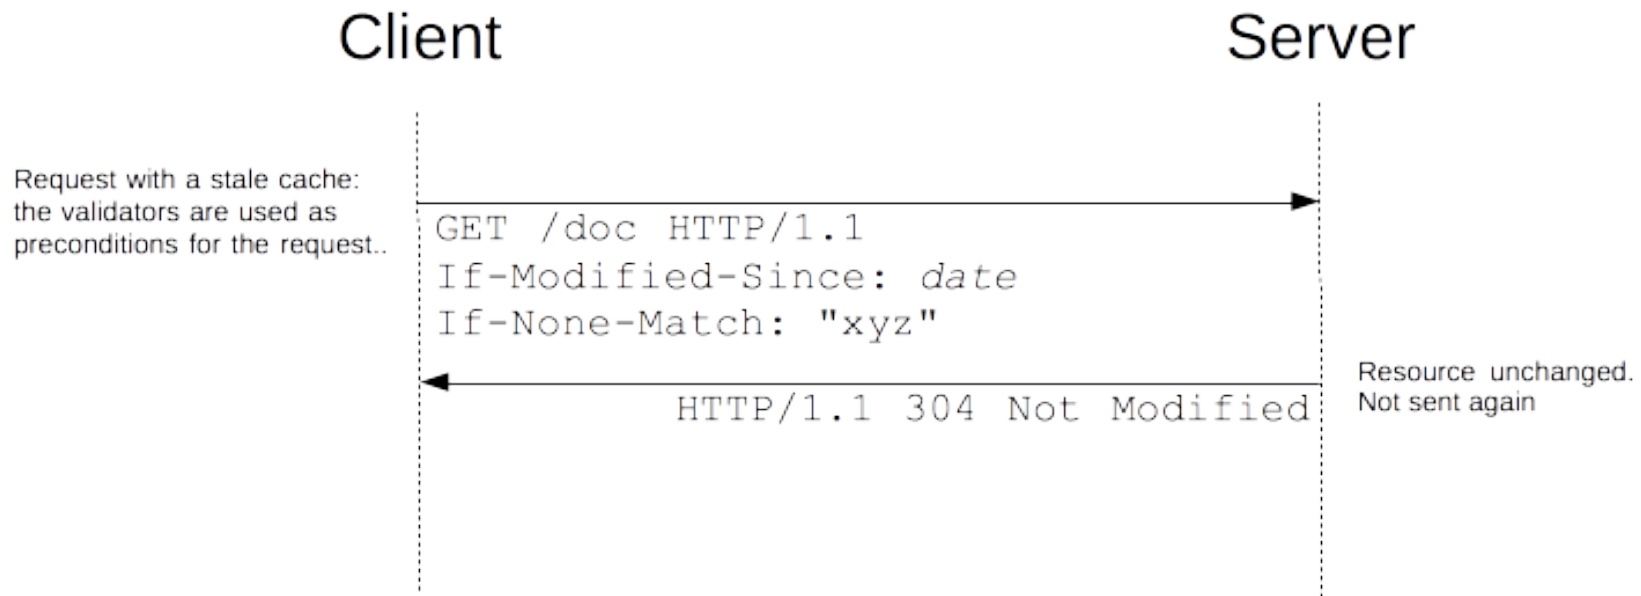 Client
Server
Request with a stale cache:
the validators are used as
preconditions for the request..
GET /doc HTTP/1.1
If-Modified-Since: date
If-None-Match: "xyz"
Resource unchanged.
Not sent again
HTTP/1.1 304 Not Modified